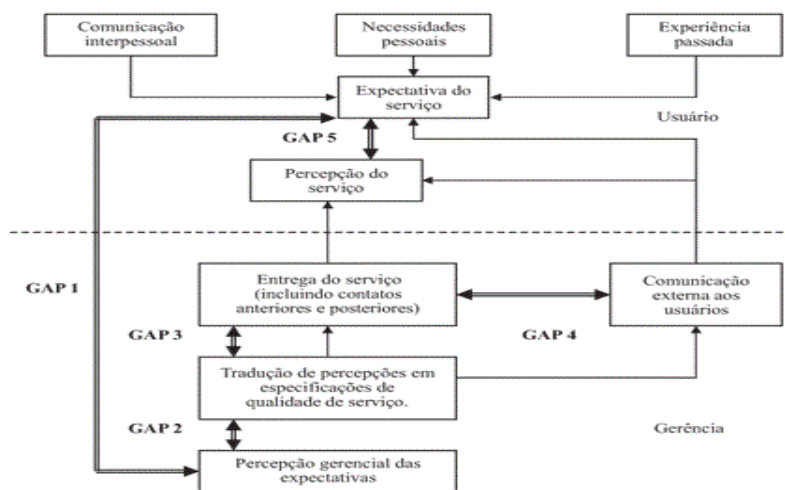 Comunicação
interpessoal
Necessidades
pessoais
Experiência
passada
Expectativa do
serviço
Usuário
GAP 5
Percepção do
serviço
GAP 1
Entrega do serviço
(incluindo contatos
anteriores e posteriores)
Comunicação
externa aos
usuários
GAP 3
GAP 4
Tradução de percepções em
especificações de
qualidade de serviço.
GAP 2
Gerência
Percepção gerencial das
expectativas